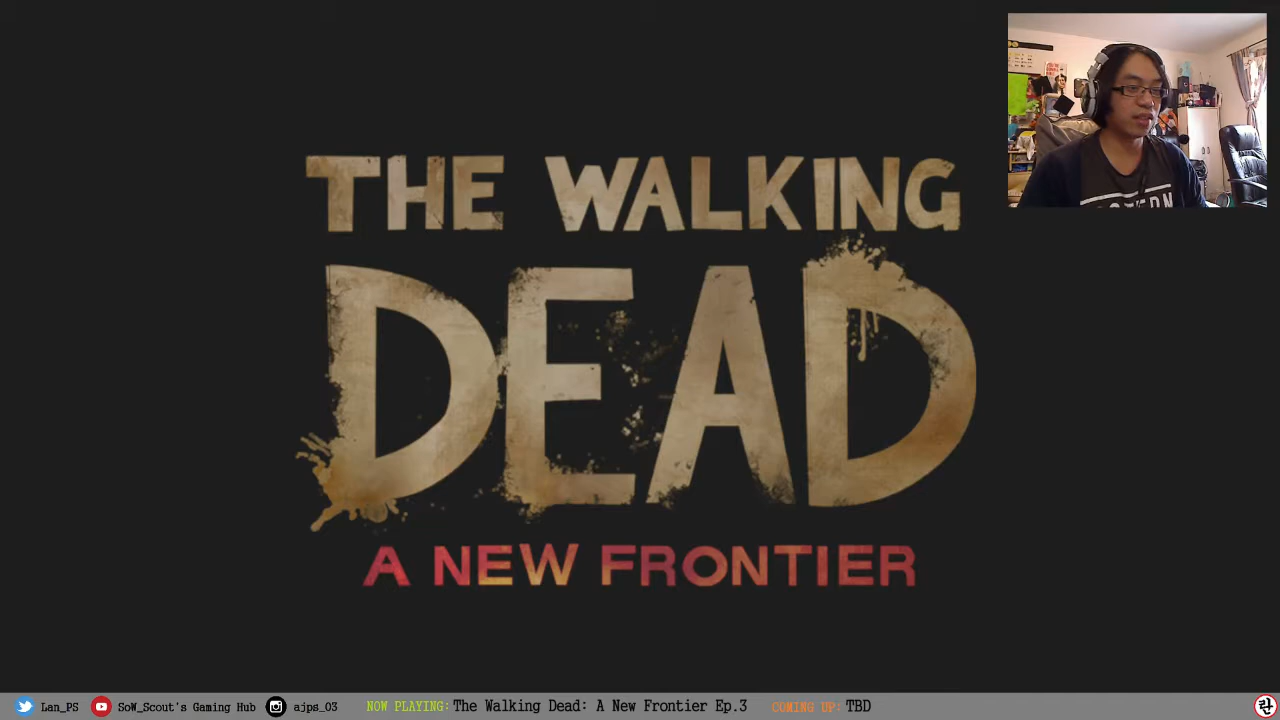 THE WALKING
DEAD
A NEW FRONTIER
Lan_PS SoW_Scout's Gaming Hub ajps_03 NOW PLAYING: The Walking Dead: A New Frontier Ep.3 COMING UP: TBD